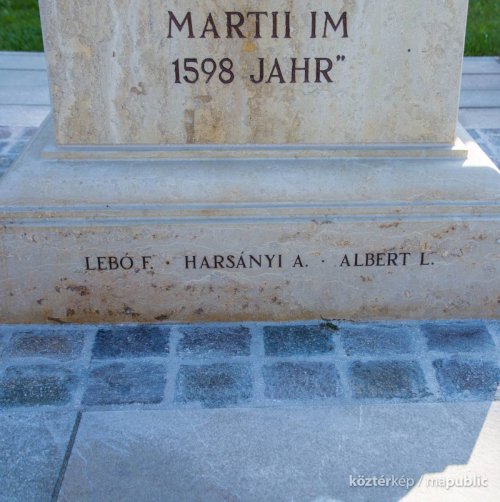 MARTII IM
1598 JAHR”
LEBÓ F. · HARSÁNYI A. · ALBERT L.
köztérkép / mapublic